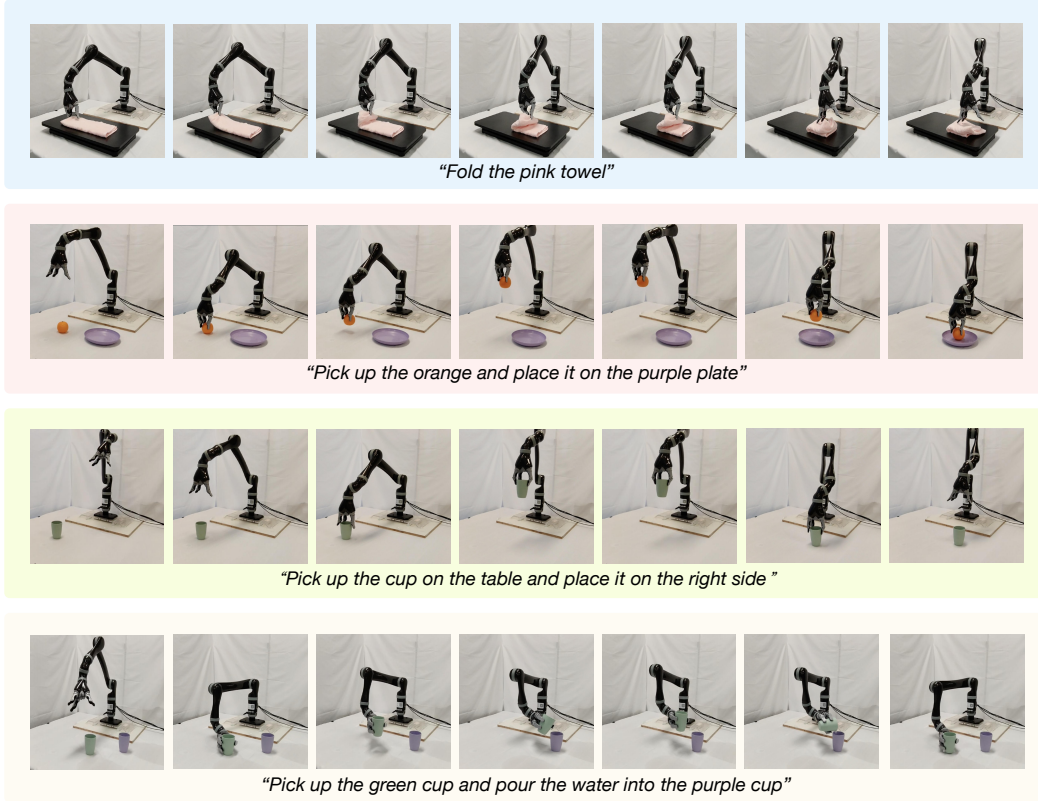 “Fold the pink towel”
“Pick up the orange and place it on the purple plate”
“Pick up the cup on the table and place it on the right side ”
“Pick up the green cup and pour the water into the purple cup”